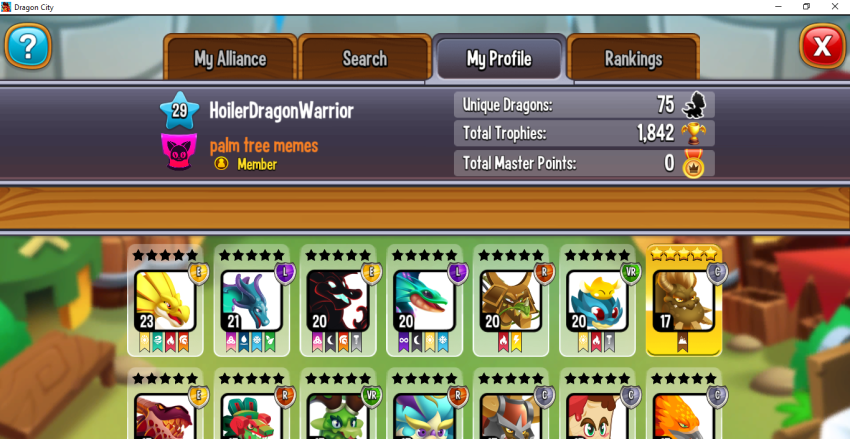 Dragon City
?
My Alliance
Search
My Profile
Rankings
X
29
HoilerDragonWarrior
palm tree memes
Member
Unique Dragons: 75
Total Trophies: 1,842
Total Master Points: 0
E L E L R VR C
23 21 20 20 20 20 17
E R VR R C C C